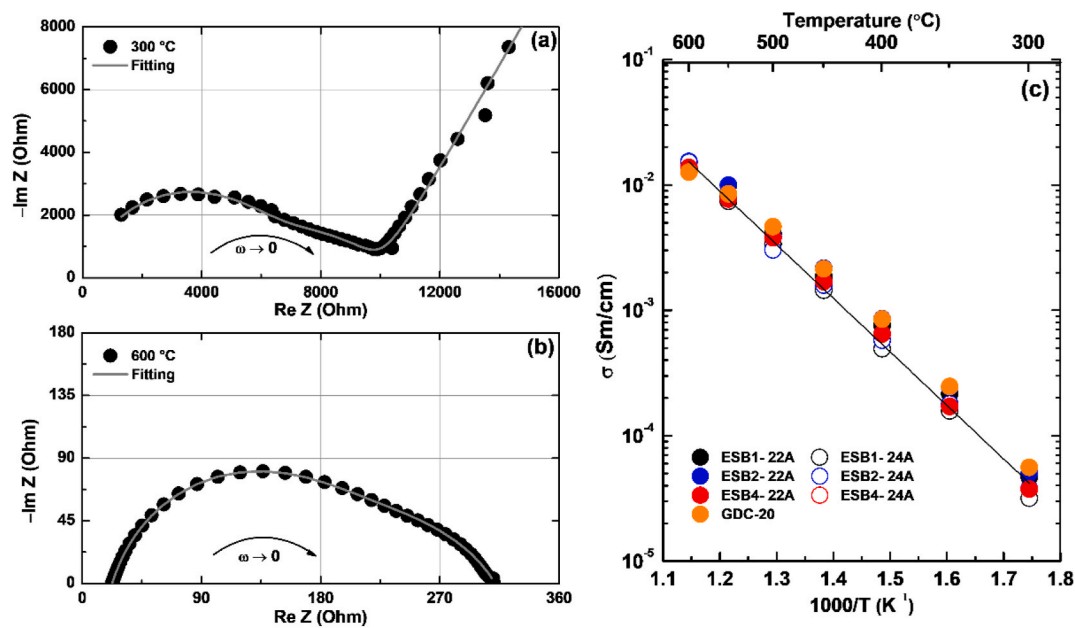 (a)
300 °C
Fitting
8000
6000
4000
2000
0
−Im Z (Ohm)
ω → 0
0 4000 8000 12000 16000
Re Z (Ohm)
(b)
600 °C
Fitting
180
135
90
45
0
−Im Z (Ohm)
ω → 0
0 90 180 270 360
Re Z (Ohm)
Temperature (°C)
600 500 400 300
(c)
10⁻¹
10⁻²
10⁻³
10⁻⁴
10⁻⁵
σ (Sm/cm)
ESB1- 22A ESB1- 24A
ESB2- 22A ESB2- 24A
ESB4- 22A ESB4- 24A
GDC-20
1.1 1.2 1.3 1.4 1.5 1.6 1.7 1.8
1000/T (K⁻¹)